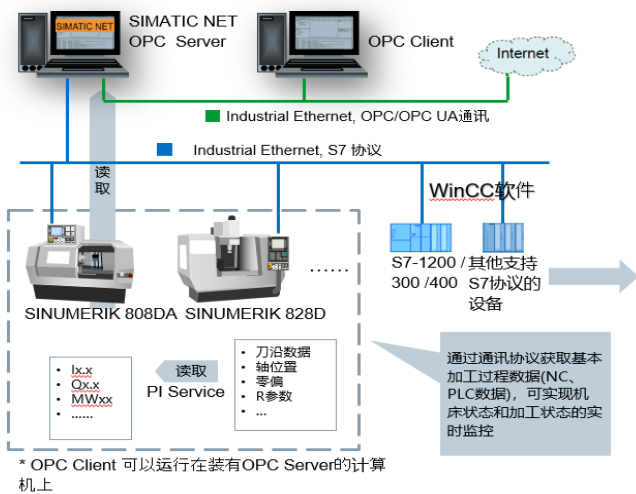 SIMATIC NET
SIMATIC NET
OPC Server
OPC Client
Internet
Industrial Ethernet, OPC/OPC UA通讯
Industrial Ethernet, S7 协议
读
取
WinCC软件
S7-1200 /
300 /400
其他支持
S7协议的
设备
SINUMERIK 808DA
SINUMERIK 828D
......
• Ix.x
• Qx.x
• MWxx
• ......
读取
PI Service
• 刀沿数据
• 轴位置
• 零偏
• R参数
• ...
通过通讯协议获取基本
加工过程数据(NC、
PLC数据)，可实现机
床状态和加工状态的实
时监控
* OPC Client 可以运行在装有OPC Server的计算
机上